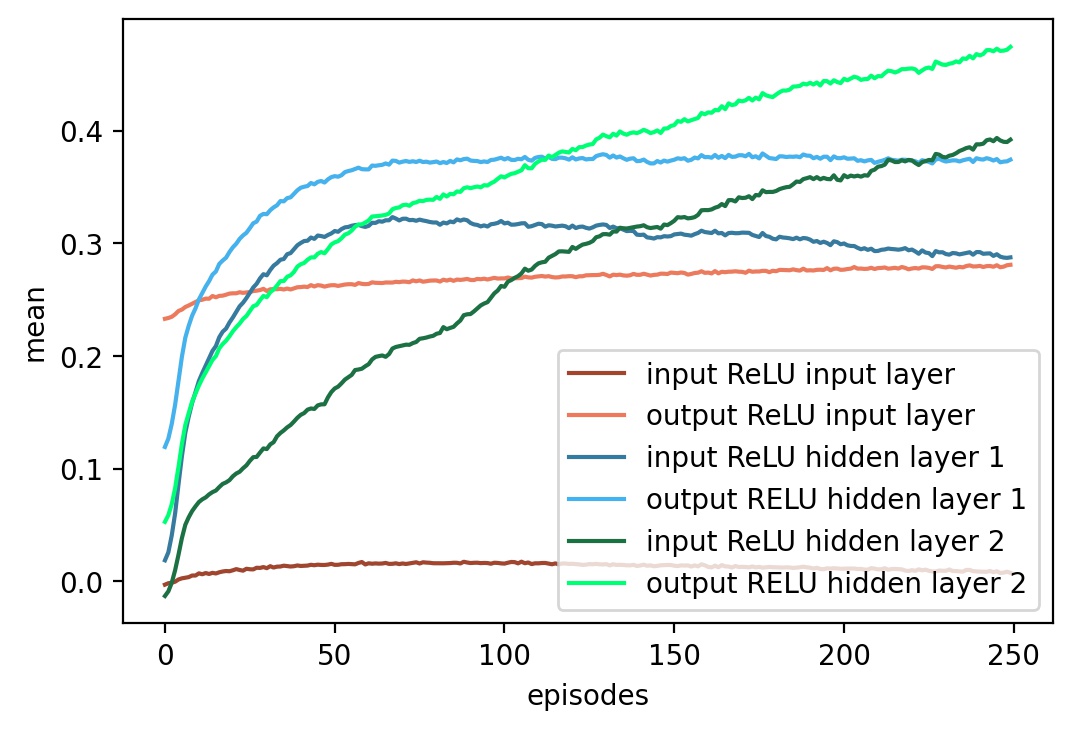 0.4
0.3
0.2
0.1
0.0
mean
0 50 100 150 200 250
episodes
input ReLU input layer
output ReLU input layer
input ReLU hidden layer 1
output RELU hidden layer 1
input ReLU hidden layer 2
output RELU hidden layer 2